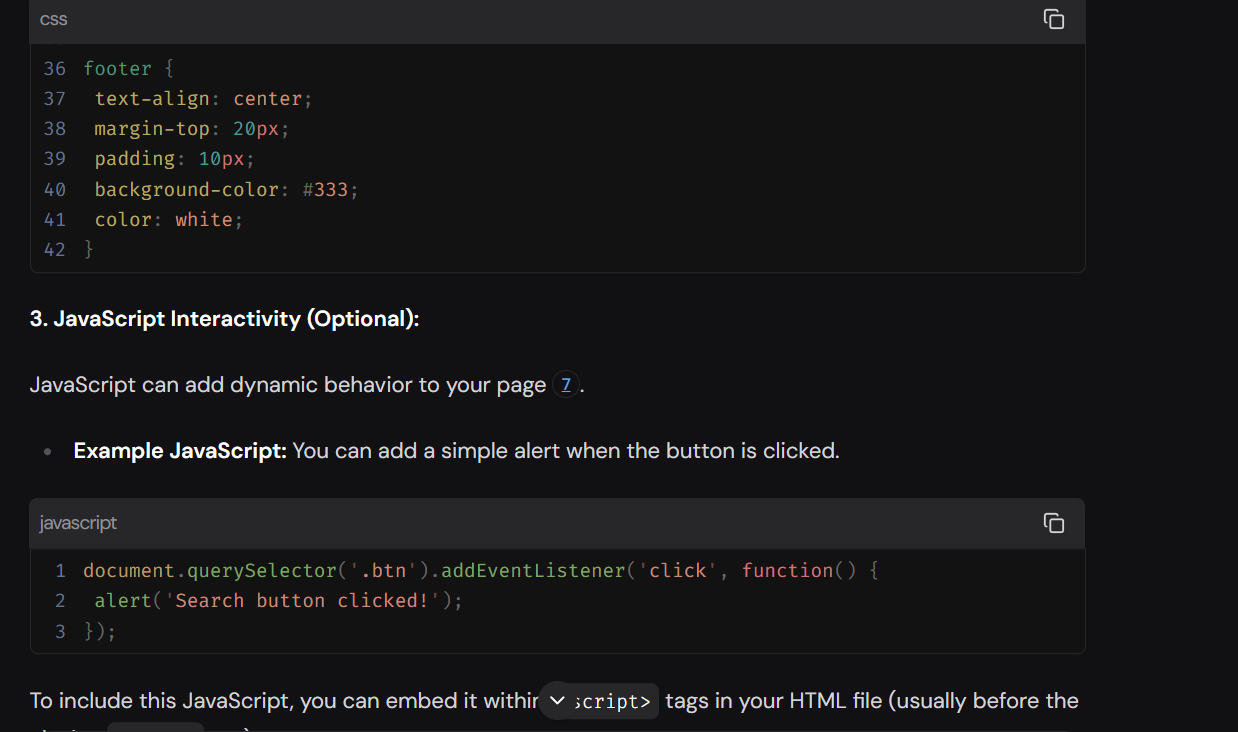 css
36 footer {
37 text-align: center;
38 margin-top: 20px;
39 padding: 10px;
40 background-color: #333;
41 color: white;
42 }
3. JavaScript Interactivity (Optional):
JavaScript can add dynamic behavior to your page 7.
Example JavaScript: You can add a simple alert when the button is clicked.
javascript
1 document.querySelector('.btn').addEventListener('click', function() {
2 alert('Search button clicked!');
3 });
To include this JavaScript, you can embed it within script> tags in your HTML file (usually before the